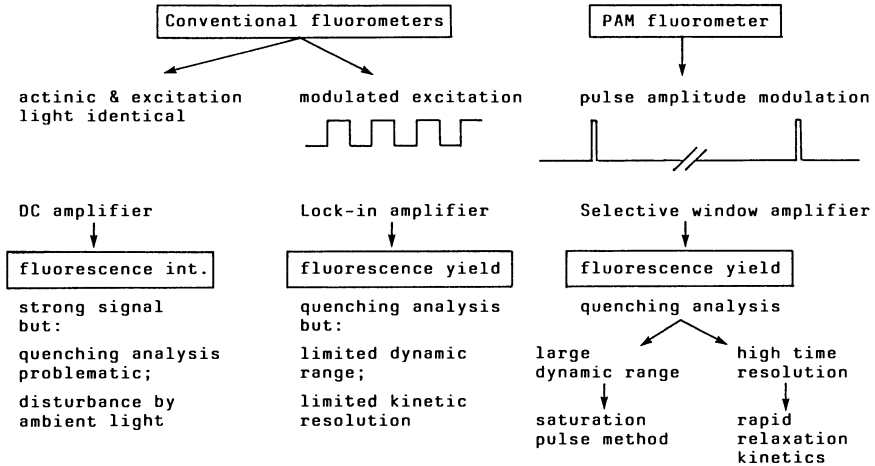 Conventional fluorometers
PAM fluorometer
actinic & excitation
light identical
modulated excitation
pulse amplitude modulation
DC amplifier
Lock-in amplifier
Selective window amplifier
fluorescence int.
fluorescence yield
fluorescence yield
strong signal
but:
quenching analysis
problematic;
disturbance by
ambient light
quenching analysis
but:
limited dynamic
range;
limited kinetic
resolution
quenching analysis
large
dynamic range
high time
resolution
saturation
pulse method
rapid
relaxation
kinetics